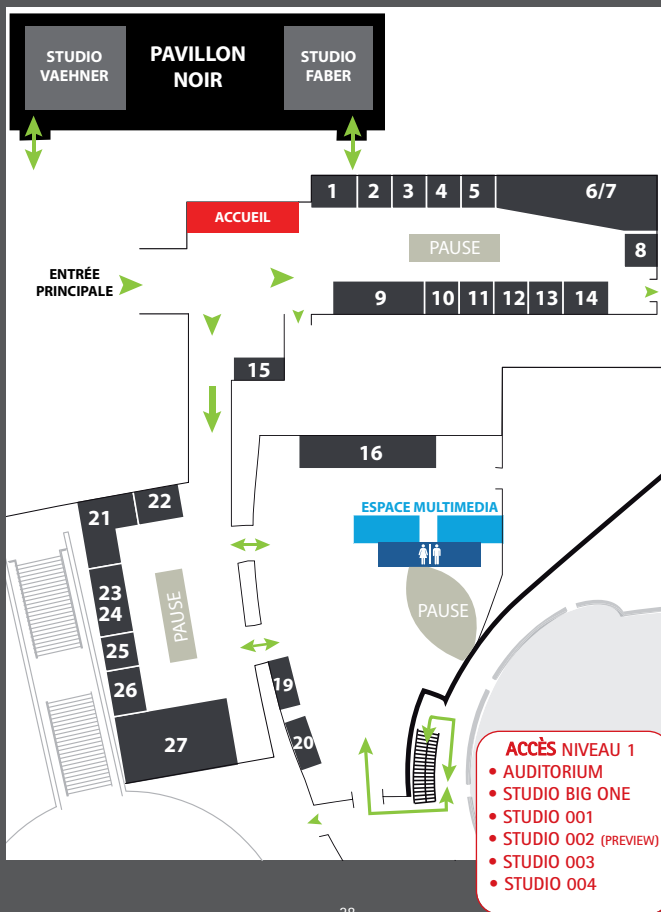 STUDIO
VAEHNER
PAVILLON
NOIR
STUDIO
FABER
ACCUEIL
1 2 3 4 5 6/7
PAUSE
8
ENTRÉE
PRINCIPALE
9 10 11 12 13 14
15
16
ESPACE MULTIMEDIA
22
21
23
24
PAUSE
PAUSE
25
26
19
27
20
ACCÈS NIVEAU 1
• AUDITORIUM
• STUDIO BIG ONE
• STUDIO 001
• STUDIO 002 (PREVIEW)
• STUDIO 003
• STUDIO 004